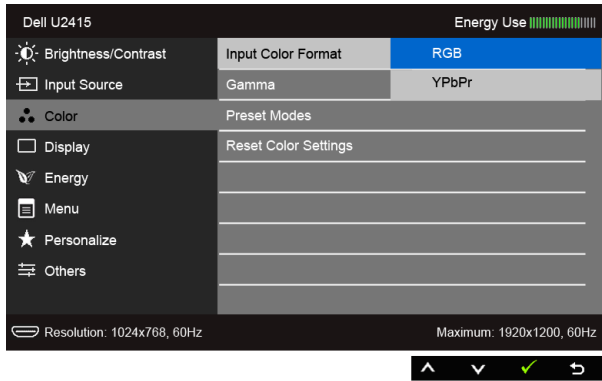 Dell U2415 Energy Use
Brightness/Contrast Input Color Format RGB
Input Source Gamma YPbPr
Color Preset Modes
Display Reset Color Settings
Energy
Menu
Personalize
Others
Resolution: 1024x768, 60Hz Maximum: 1920x1200, 60Hz